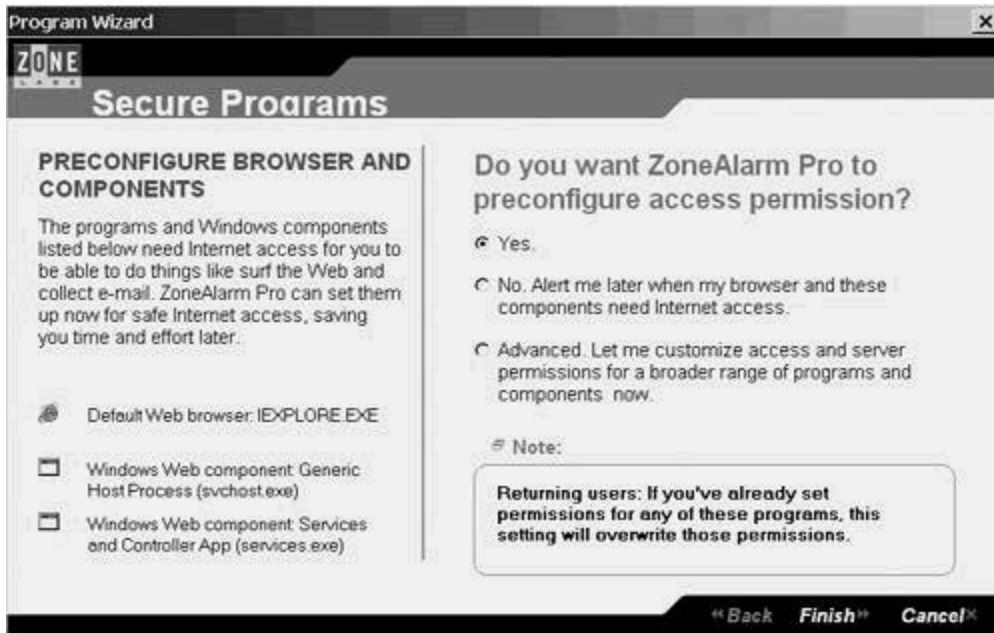 Program Wizard
ZONE
LABS
Secure Programs
PRECONFIGURE BROWSER AND
COMPONENTS
The programs and Windows components
listed below need Internet access for you to
be able to do things like surf the Web and
collect e-mail. ZoneAlarm Pro can set them
up now for safe Internet access, saving
you time and effort later.
Default Web browser: IEXPLORE.EXE
Windows Web component: Generic
Host Process (svchost.exe)
Windows Web component: Services
and Controller App (services.exe)
Do you want ZoneAlarm Pro to
preconfigure access permission?
Yes.
No. Alert me later when my browser and these
components need Internet access.
Advanced. Let me customize access and server
permissions for a broader range of programs and
components now.
Note:
Returning users: If you've already set
permissions for any of these programs, this
setting will overwrite those permissions.
Back Finish Cancel